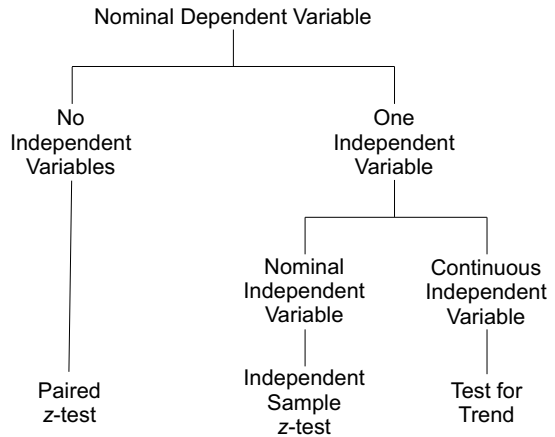 Nominal Dependent Variable
No
Independent
Variables
One
Independent
Variable
Nominal
Independent
Variable
Continuous
Independent
Variable
Paired
z-test
Independent
Sample
z-test
Test for
Trend